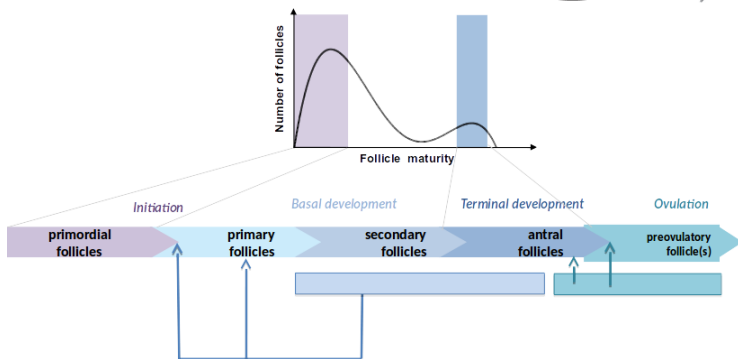 Number of follicles
Follicle maturity
Initiation
Basal development
Terminal development
Ovulation
primordial
follicles
primary
follicles
secondary
follicles
antral
follicles
preovulatory
follicle(s)